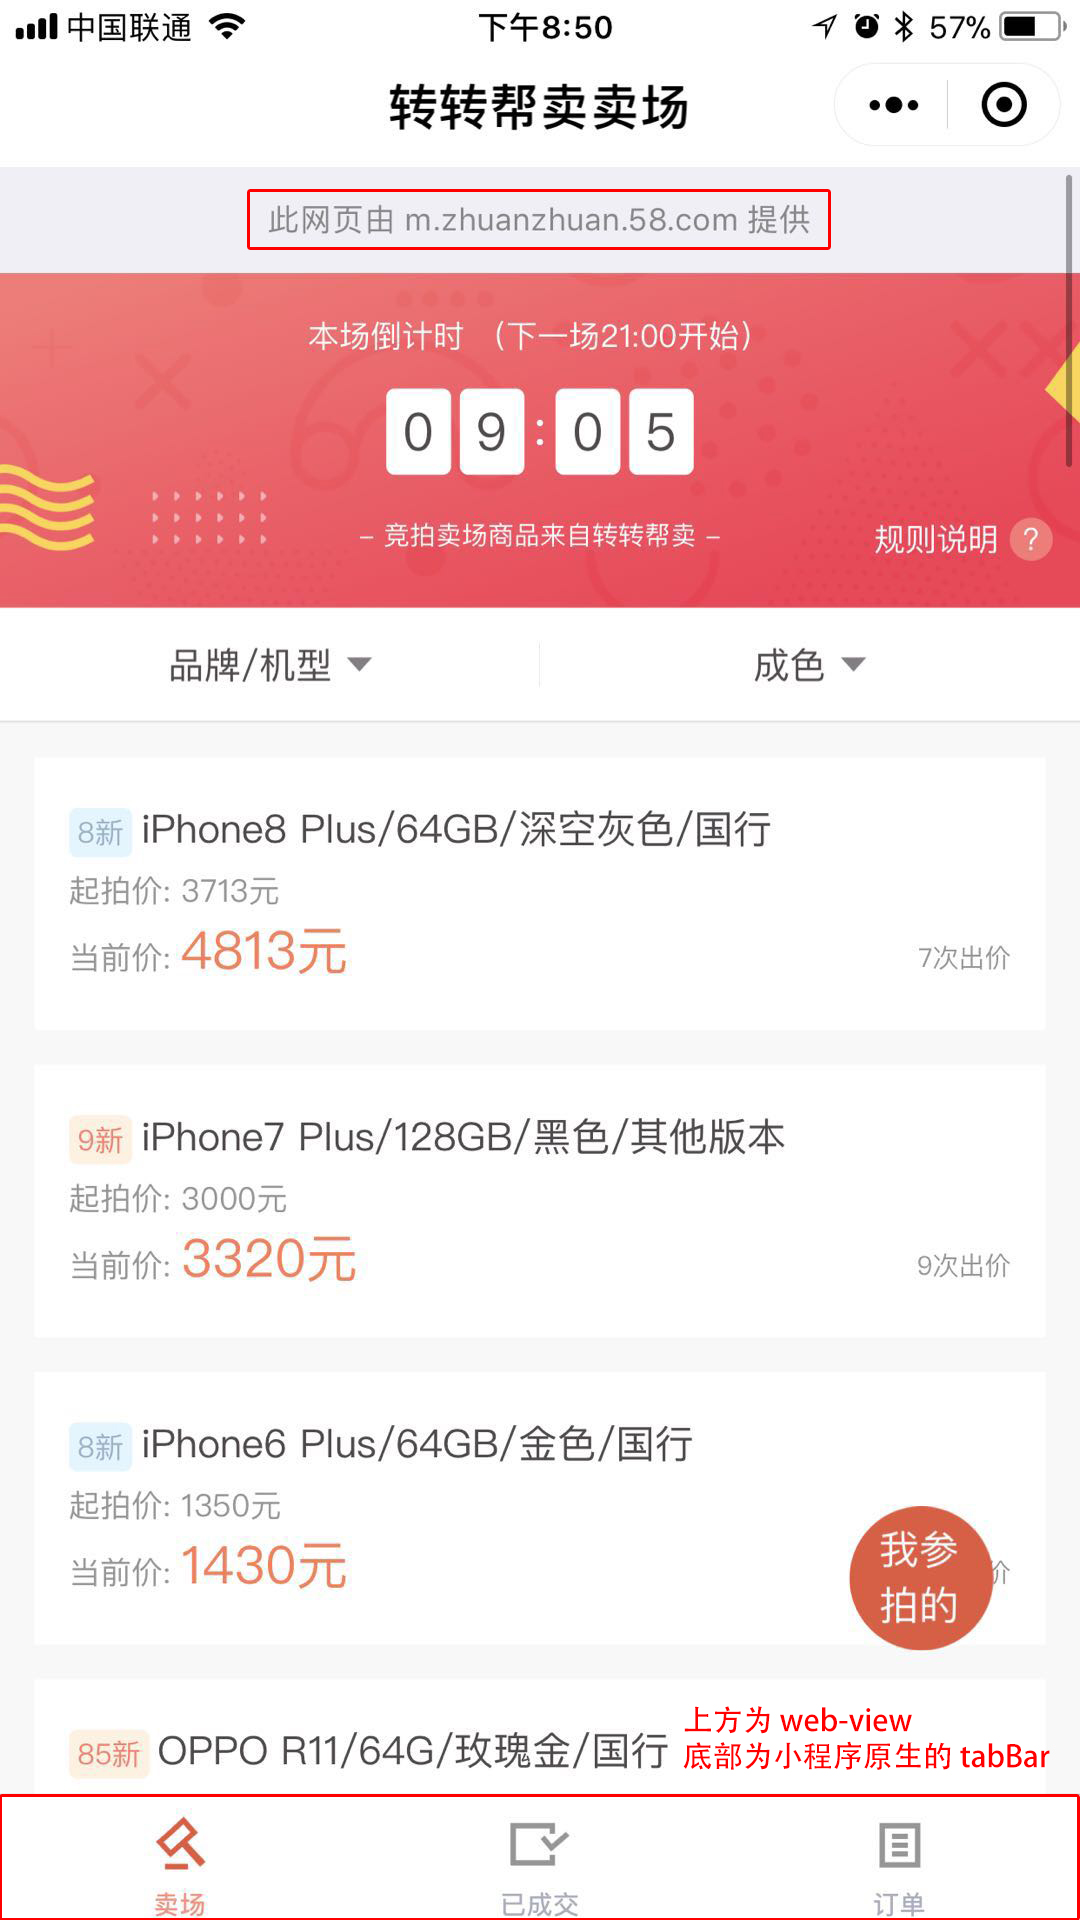 中国联通 下午8:50 57%
转转帮卖卖场
此网页由 m.zhuanzhuan.58.com 提供
本场倒计时 （下一场21:00开始）
09:05
– 竞拍卖场商品来自转转帮卖 –
规则说明 ?
品牌/机型 成色
8新 iPhone8 Plus/64GB/深空灰色/国行
起拍价: 3713元
当前价: 4813元 7次出价
9新 iPhone7 Plus/128GB/黑色/其他版本
起拍价: 3000元
当前价: 3320元 9次出价
8新 iPhone6 Plus/64GB/金色/国行
起拍价: 1350元
当前价: 1430元 价
我参
拍的
85新 OPPO R11/64G/玫瑰金/国行
上方为 web-view
底部为小程序原生的 tabBar
卖场 已成交 订单